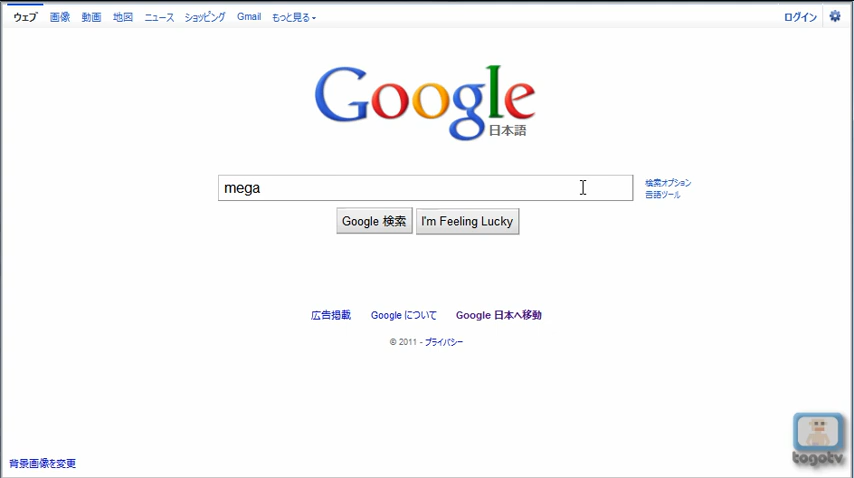 ウェブ 画像 動画 地図 ニュース ショッピング Gmail もっと見る ログイン
Google
日本語
mega
検索オプション
言語ツール
Google 検索 I'm Feeling Lucky
広告掲載 Google について Google 日本へ移動
© 2011 - プライバシー
togotv
背景画像を変更